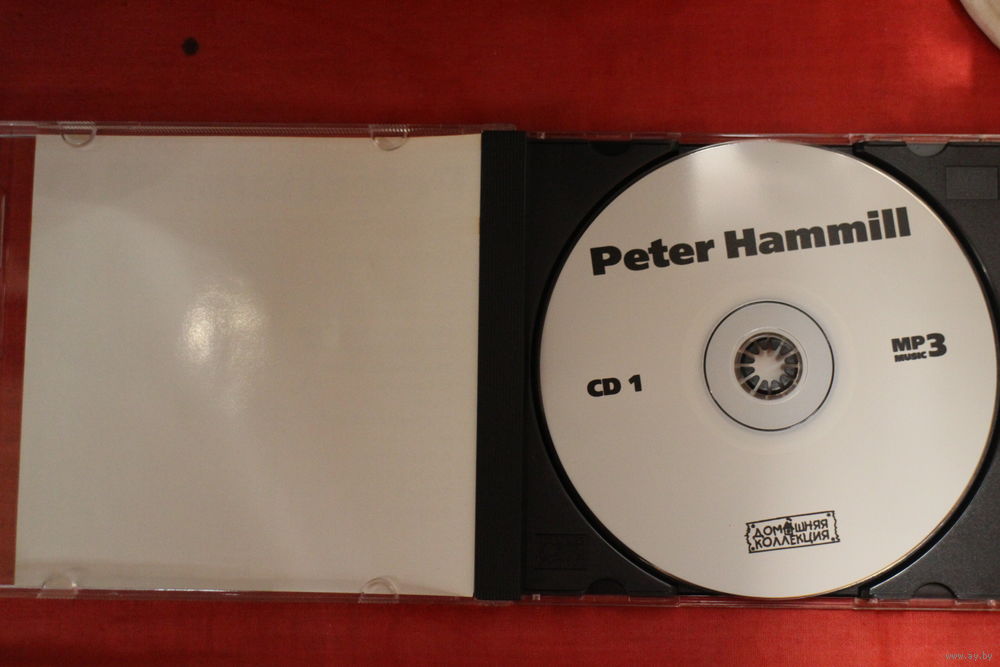 Peter Hammill
MP3
MUSIC
CD 1
ДОМАШНЯЯ
КОЛЛЕКЦИЯ
www.ay.by